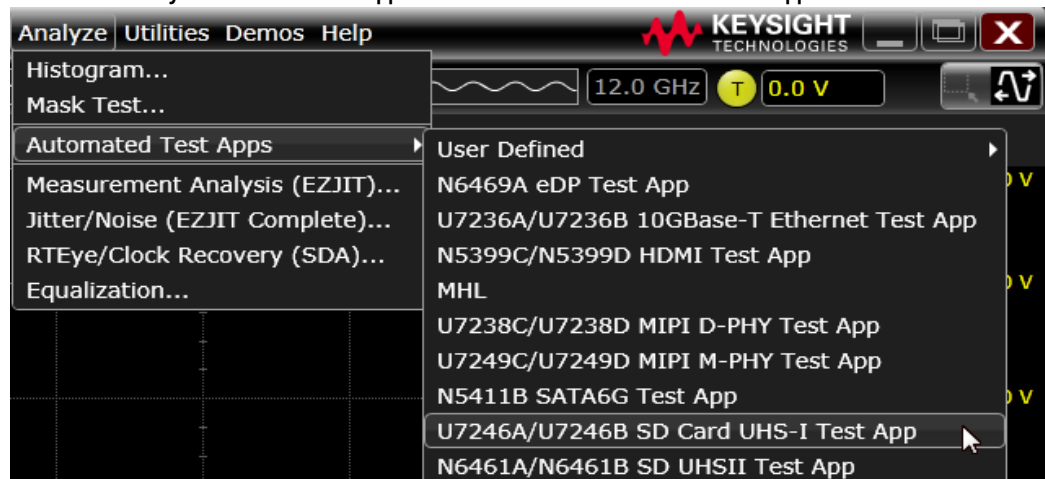 Analyze Utilities Demos Help
KEYSIGHT
TECHNOLOGIES
X
Histogram...
Mask Test...
12.0 GHz T 0.0 V
Automated Test Apps
Measurement Analysis (EZJIT)...
Jitter/Noise (EZJIT Complete)...
RTEye/Clock Recovery (SDA)...
Equalization...
User Defined
N6469A eDP Test App
U7236A/U7236B 10GBase-T Ethernet Test App
N5399C/N5399D HDMI Test App
MHL
U7238C/U7238D MIPI D-PHY Test App
U7249C/U7249D MIPI M-PHY Test App
N5411B SATA6G Test App
U7246A/U7246B SD Card UHS-I Test App
N6461A/N6461B SD UHSII Test App
V
V
V